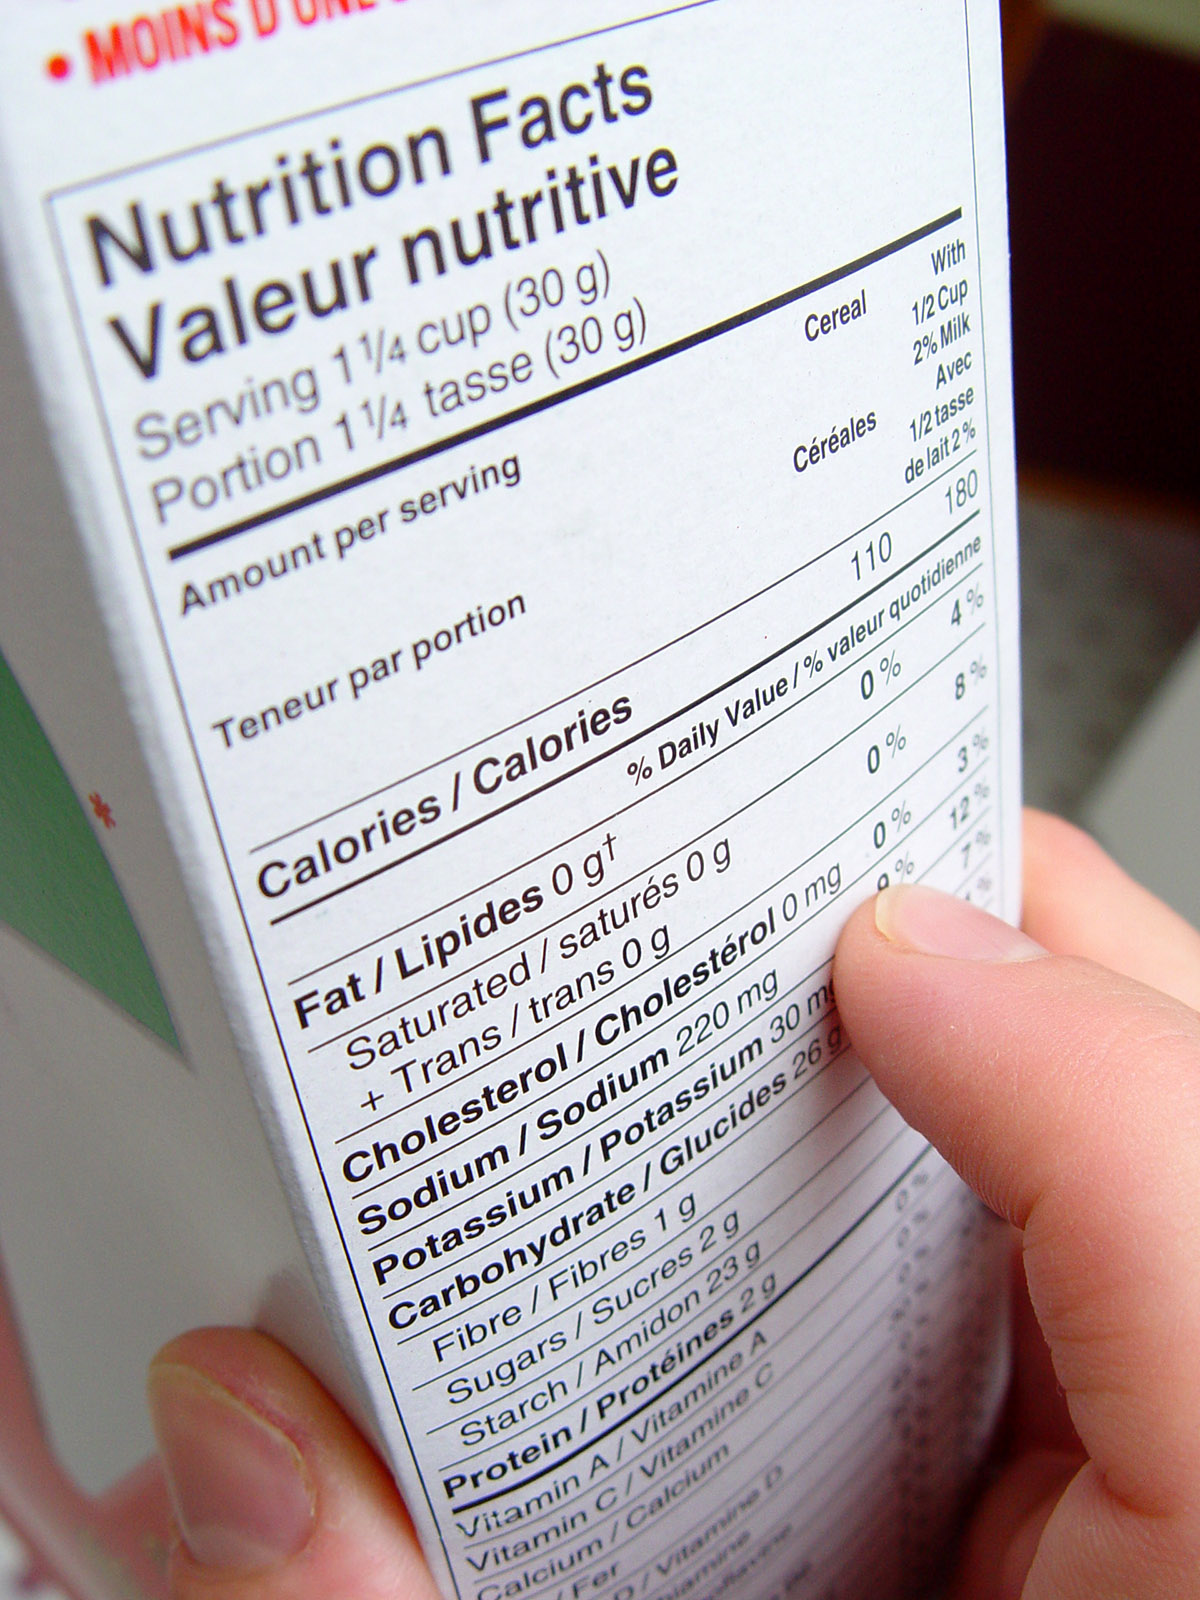 • MOINS D'UNE
Nutrition Facts
Valeur nutritive
Serving 1 1/4 cup (30 g)
Portion 1 1/4 tasse (30 g)
Amount per serving Cereal With 1/2 Cup 2% Milk
Teneur par portion Céréales Avec 1/2 tasse de lait 2%
Calories / Calories 110 180
% Daily Value / % valeur quotidienne
Fat / Lipides 0 g† 0 % 4 %
Saturated / saturés 0 g
+ Trans / trans 0 g 0 % 8 %
Cholesterol / Cholestérol 0 mg 0 % 3 %
Sodium / Sodium 220 mg 9 % 12 %
Potassium / Potassium 30 mg 7 %
Carbohydrate / Glucides 26 g
Fibre / Fibres 1 g
Sugars / Sucres 2 g
Starch / Amidon 23 g
Protein / Protéines 2 g
Vitamin A / Vitamine A 0 %
Vitamin C / Vitamine C 0 %
Calcium / Calcium 0 %
/ Fer
D / Vitamine D
*